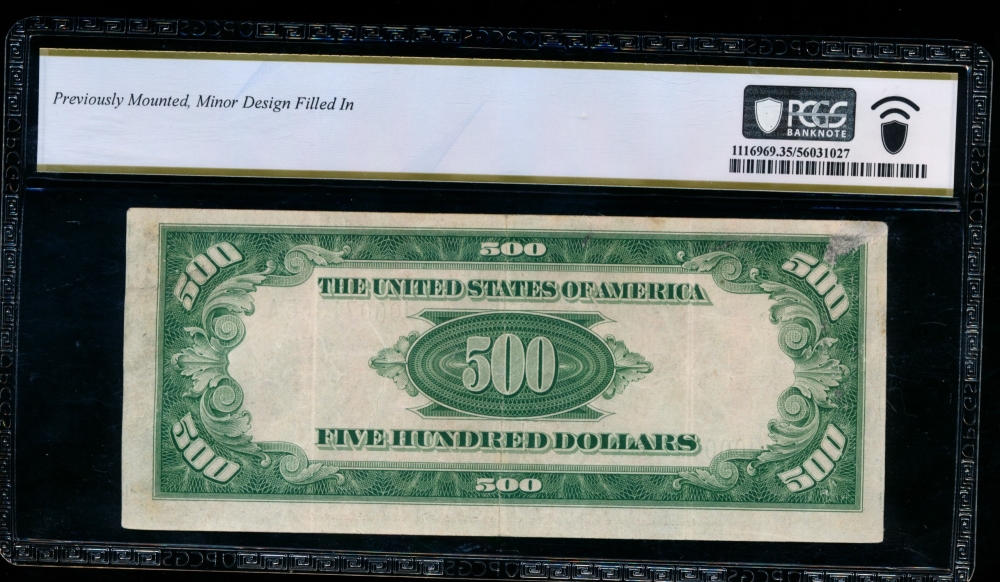 Previously Mounted, Minor Design Filled In
PCGS
BANKNOTE
1116969.35/56031027
500
500
500
THE UNITED STATES OF AMERICA
500
FIVE HUNDRED DOLLARS
500
500
500